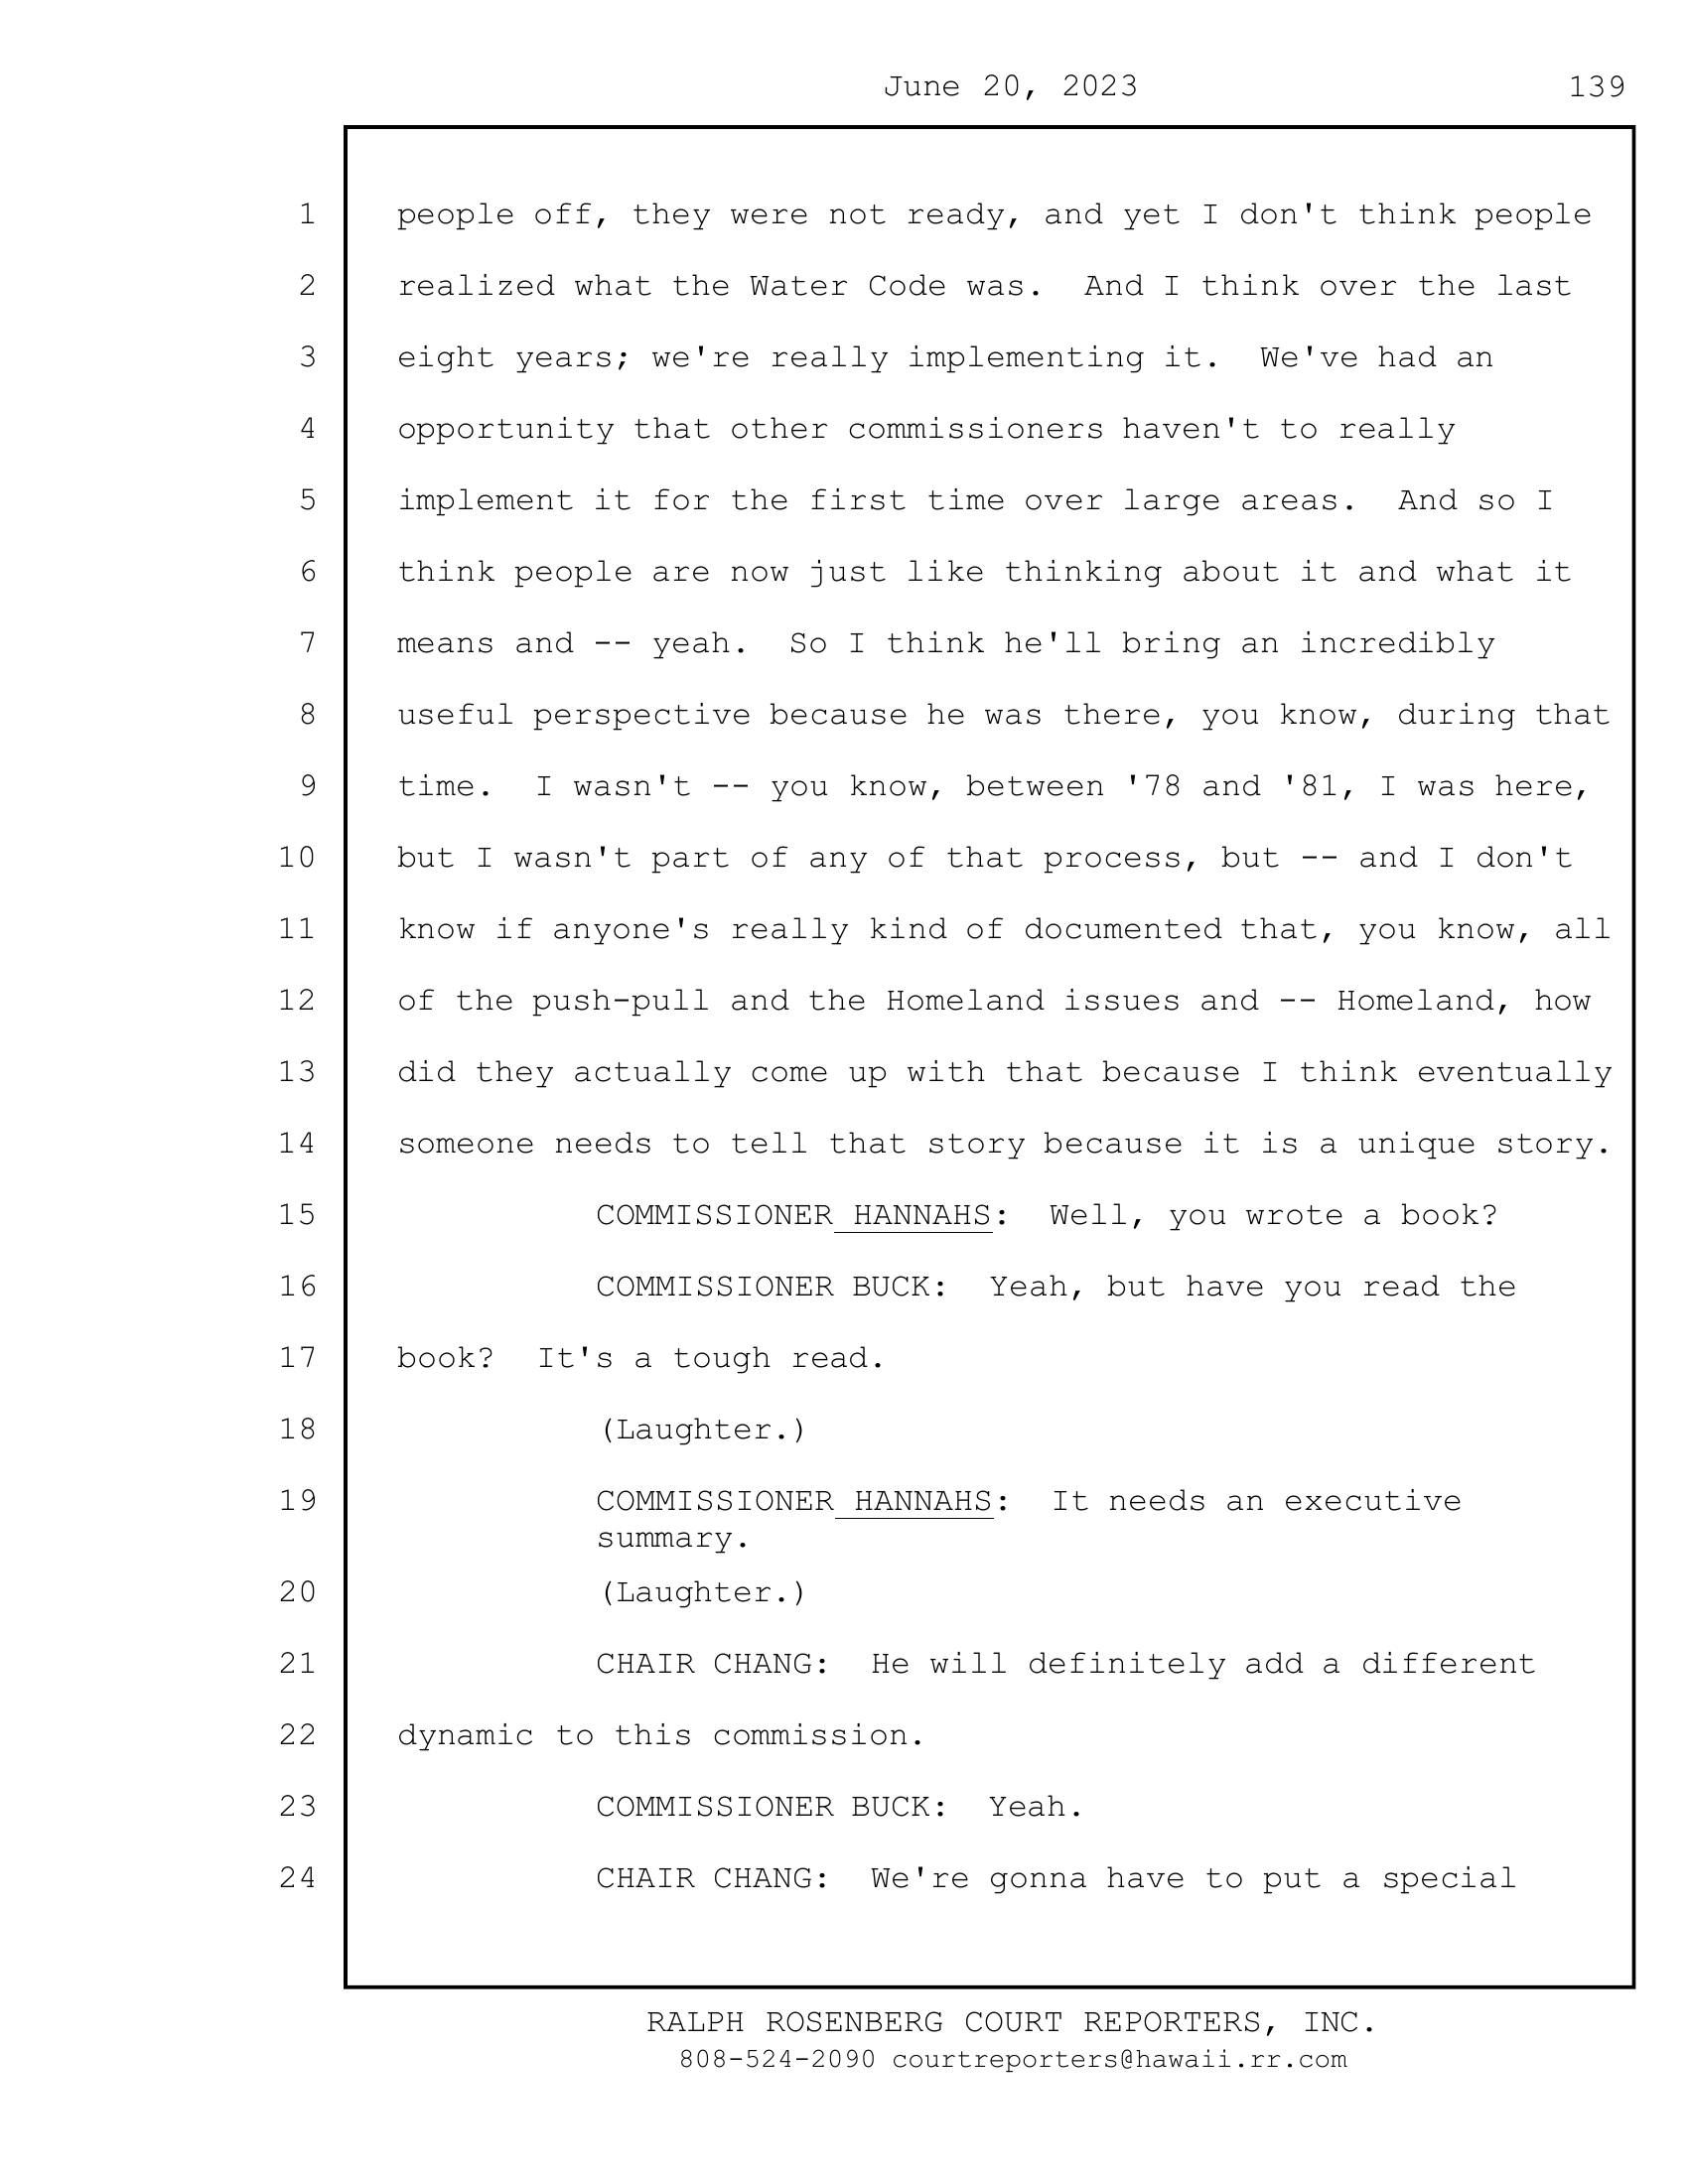 June 20, 2023 139
1 people off, they were not ready, and yet I don't think people
2 realized what the Water Code was.  And I think over the last
3 eight years; we're really implementing it.  We've had an
4 opportunity that other commissioners haven't to really
5 implement it for the first time over large areas.  And so I
6 think people are now just like thinking about it and what it
7 means and -- yeah.  So I think he'll bring an incredibly
8 useful perspective because he was there, you know, during that
9 time.  I wasn't -- you know, between '78 and '81, I was here,
10 but I wasn't part of any of that process, but -- and I don't
11 know if anyone's really kind of documented that, you know, all
12 of the push-pull and the Homeland issues and -- Homeland, how
13 did they actually come up with that because I think eventually
14 someone needs to tell that story because it is a unique story.
15 COMMISSIONER HANNAHS:  Well, you wrote a book?
16 COMMISSIONER BUCK:  Yeah, but have you read the
17 book?  It's a tough read.
18 (Laughter.)
19 COMMISSIONER HANNAHS:  It needs an executive
summary.
20 (Laughter.)
21 CHAIR CHANG:  He will definitely add a different
22 dynamic to this commission.
23 COMMISSIONER BUCK:  Yeah.
24 CHAIR CHANG:  We're gonna have to put a special
RALPH ROSENBERG COURT REPORTERS, INC.
808-524-2090 courtreporters@hawaii.rr.com